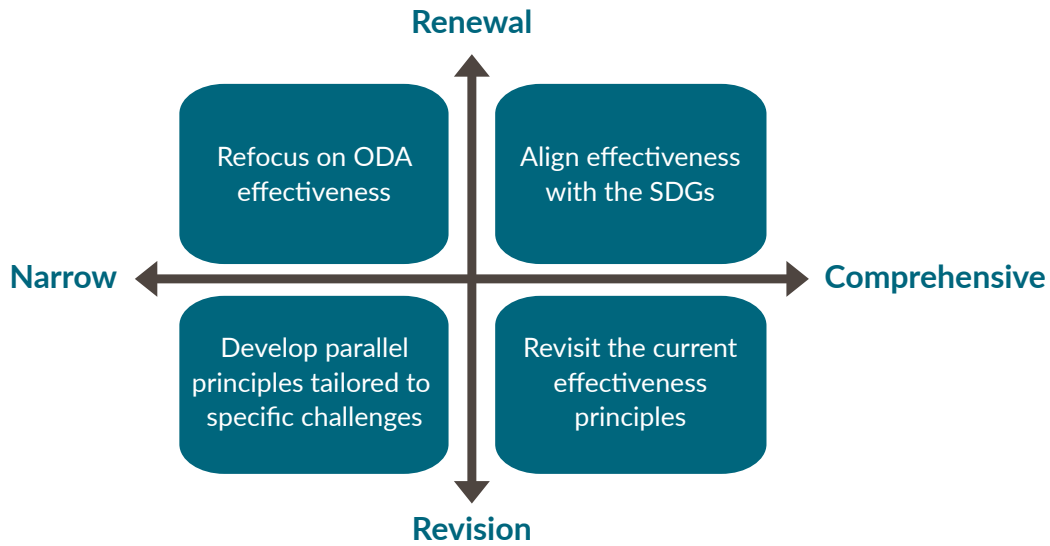 Renewal
Refocus on ODA
effectiveness
Align effectiveness
with the SDGs
Narrow
Comprehensive
Develop parallel
principles tailored to
specific challenges
Revisit the current
effectiveness
principles
Revision